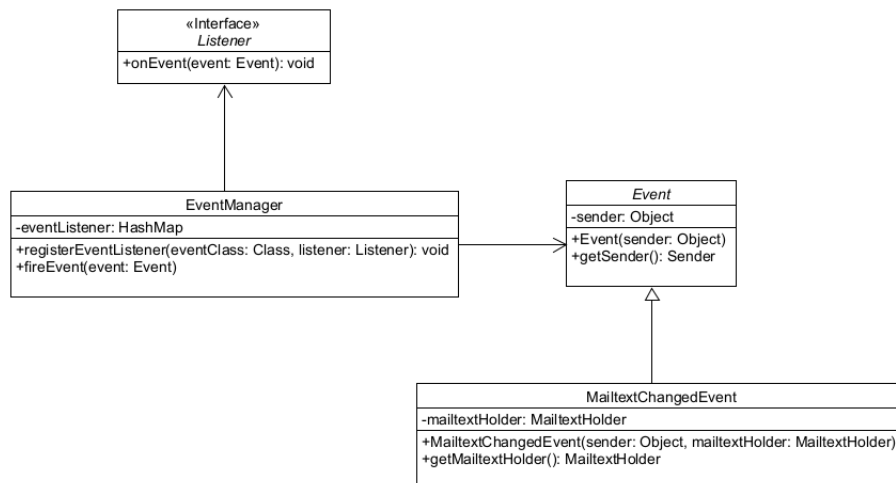 «Interface»
Listener
+onEvent(event: Event): void
EventManager
-eventListener: HashMap
+registerEventListener(eventClass: Class, listener: Listener): void
+fireEvent(event: Event)
Event
-sender: Object
+Event(sender: Object)
+getSender(): Sender
MailtextChangedEvent
-mailtextHolder: MailtextHolder
+MailtextChangedEvent(sender: Object, mailtextHolder: MailtextHolder)
+getMailtextHolder(): MailtextHolder